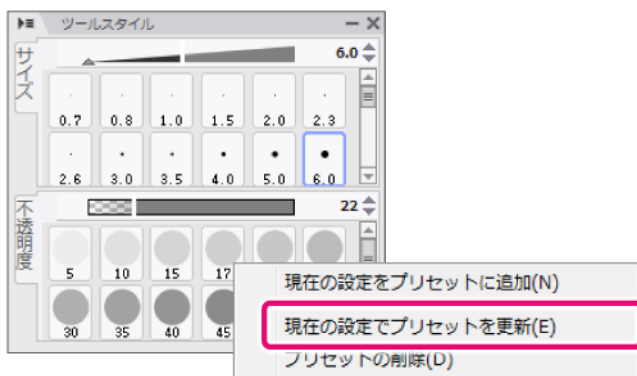 ツールスタイル
サイズ
6.0
0.7 0.8 1.0 1.5 2.0 2.3
2.6 3.0 3.5 4.0 5.0 6.0
不透明度
22
5 10 15 17
30 35 40 45
現在の設定をプリセットに追加(N)
現在の設定でプリセットを更新(E)
プリセットの削除(D)